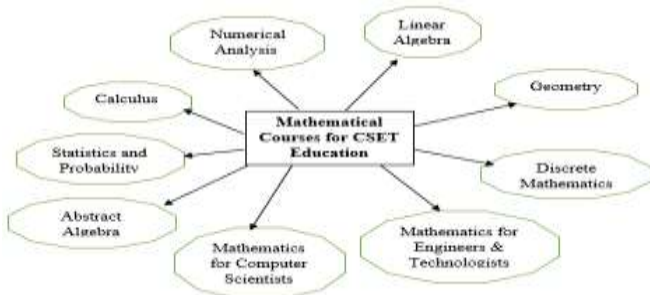 Numerical
Analysis
Linear
Algebra
Calculus
Geometry
Mathematical
Courses for CSET
Education
Statistics and
Probability
Discrete
Mathematics
Abstract
Algebra
Mathematics
for Computer
Scientists
Mathematics for
Engineers &
Technologists